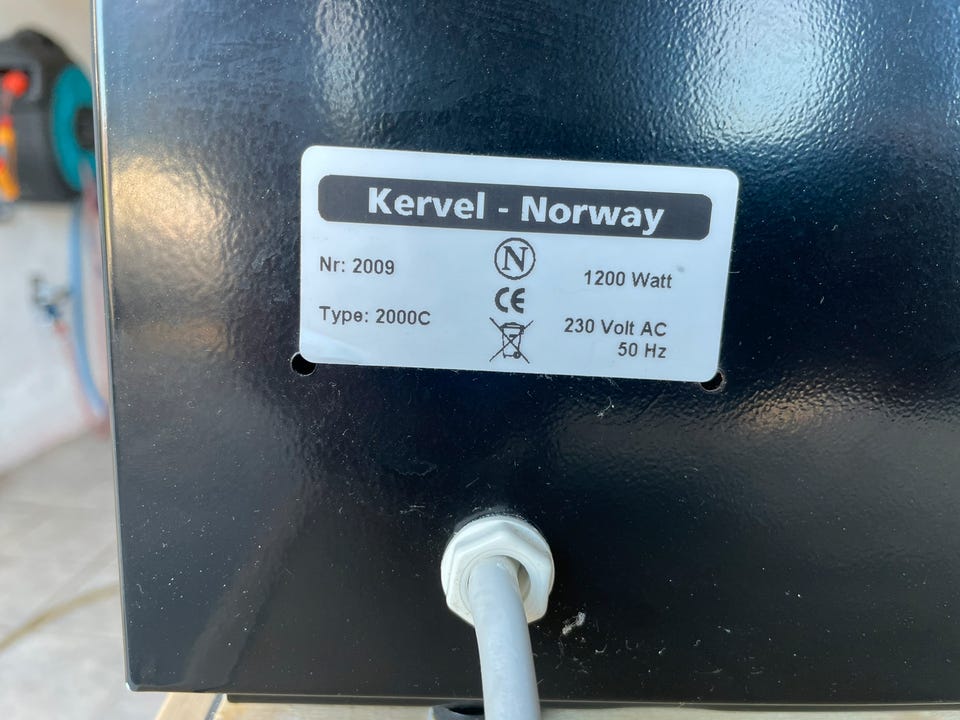 Kervel - Norway
N
Nr: 2009
1200 Watt
CE
Type: 2000C
230 Volt AC
50 Hz